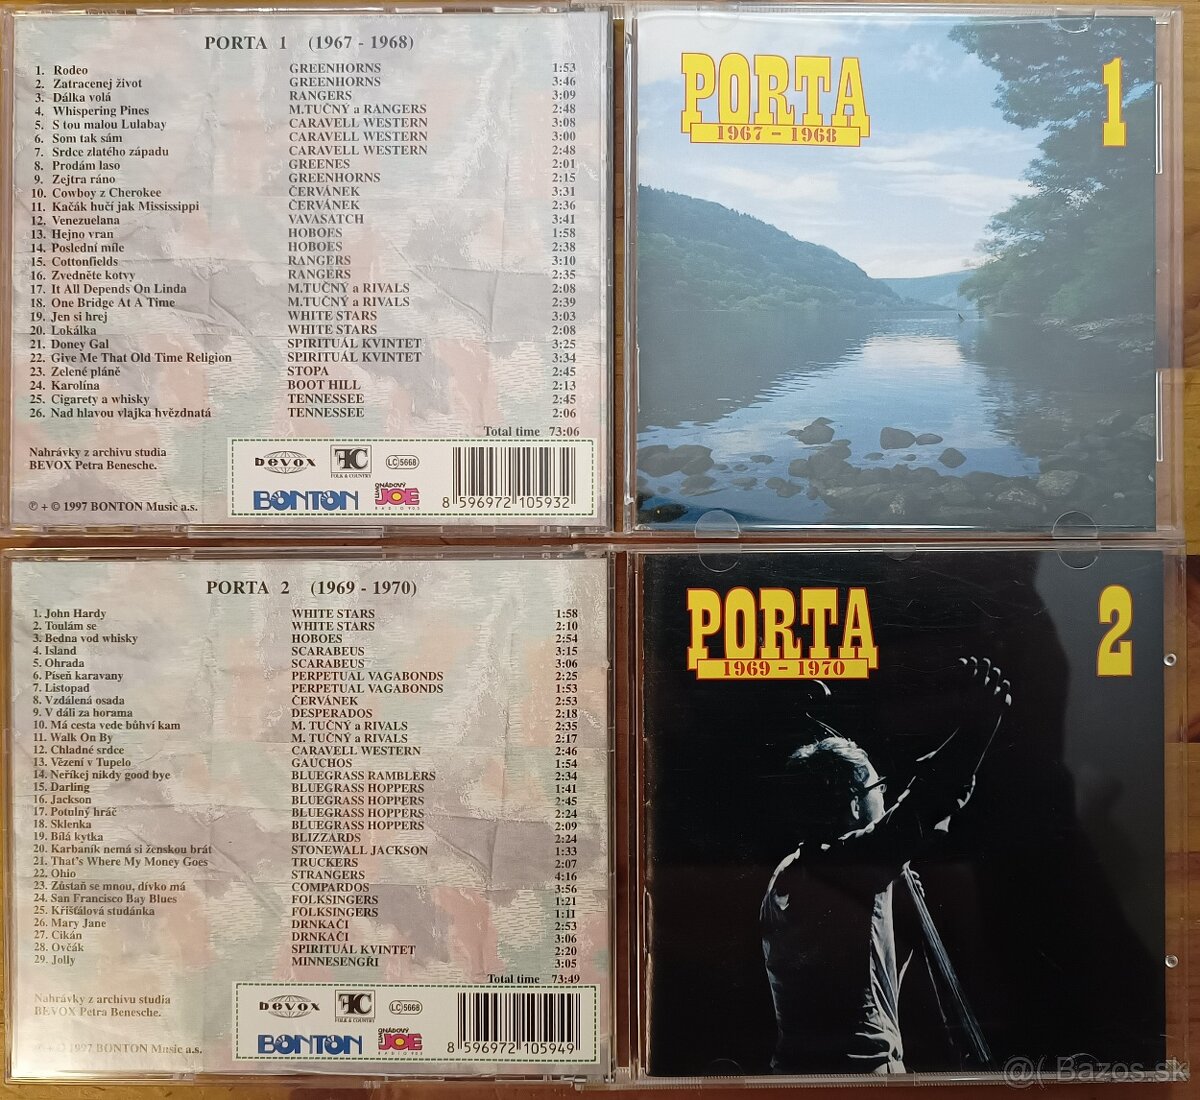 PORTA 1 (1967 - 1968)
1. Rodeo GREENHORNS 1:53
2. Zatracenej život GREENHORNS 3:46
3. Dálka volá RANGERS 3:09
4. Whispering Pines M.TUČNÝ a RANGERS 2:48
5. S tou malou Lulabay CARAVELL WESTERN 3:08
6. Som tak sám CARAVELL WESTERN 3:00
7. Srdce zlatého západu CARAVELL WESTERN 2:48
8. Prodám laso GREENES 2:01
9. Zejtra ráno GREENHORNS 2:15
10. Cowboy z Cherokee ČERVÁNEK 3:31
11. Kačák hučí jak Mississippi ČERVÁNEK 2:36
12. Venezuelana VAVASATCH 3:41
13. Hejno vran HOBOES 1:58
14. Poslední míle HOBOES 2:38
15. Cottonfields RANGERS 3:10
16. Zvedněte kotvy RANGERS 2:35
17. It All Depends On Linda M.TUČNÝ a RIVALS 2:08
18. One Bridge At A Time M.TUČNÝ a RIVALS 2:39
19. Jen si hrej WHITE STARS 3:03
20. Lokálka WHITE STARS 2:08
21. Doney Gal SPIRITUÁL KVINTET 3:25
22. Give Me That Old Time Religion SPIRITUÁL KVINTET 3:34
23. Zelené pláně STOPA 2:45
24. Karolína BOOT HILL 2:13
25. Cigarety a whisky TENNESSEE 2:45
26. Nad hlavou vlajka hvězdnatá TENNESSEE 2:06
Total time 73:06
Nahrávky z archivu studia
BEVOX Petra Benesche.
℗ + © 1997 BONTON Music a.s.
bevox
FC
FOLK & COUNTRY
LC 5668
BONTON
JOE
8 596972 105932
PORTA
1967 - 1968
1
PORTA 2 (1969 - 1970)
1. John Hardy WHITE STARS 1:58
2. Toulám se WHITE STARS 2:10
3. Bedna vod whisky HOBOES 2:54
4. Island SCARABEUS 3:15
5. Ohrada SCARABEUS 3:06
6. Píseň karavany PERPETUAL VAGABONDS 2:25
7. Listopad PERPETUAL VAGABONDS 1:53
8. Vzdálená osada ČERVÁNEK 2:53
9. V dáli za horama DESPERADOS 2:18
10. Má cesta vede bůhví kam M. TUČNÝ a RIVALS 2:35
11. Walk On By M. TUČNÝ a RIVALS 2:17
12. Chladné srdce CARAVELL WESTERN 2:46
13. Vězení v Tupelo GAUCHOS 1:54
14. Neříkej nikdy good bye BLUEGRASS RAMBLERS 2:34
15. Darling BLUEGRASS HOPPERS 1:41
16. Jackson BLUEGRASS HOPPERS 2:45
17. Potulný hráč BLUEGRASS HOPPERS 2:24
18. Sklenka BLUEGRASS HOPPERS 2:09
19. Bílá kytka BLIZZARDS 2:24
20. Karbaník nemá si ženskou brát STONEWALL JACKSON 1:33
21. That's Where My Money Goes TRUCKERS 2:07
22. Ohio STRANGERS 4:16
23. Zůstaň se mnou, dívko má COMPARDOS 3:56
24. San Francisco Bay Blues FOLKSINGERS 1:21
25. Křišťálová studánka FOLKSINGERS 1:11
26. Mary Jane DRNKAČI 2:53
27. Cikán DRNKAČI 3:06
28. Ovčák SPIRITUÁL KVINTET 2:20
29. Jolly MINNESENGŘI 3:05
Total time 73:49
Nahrávky z archivu studia
BEVOX Petra Benesche.
℗ + © 1997 BONTON Music a.s.
bevox
FC
FOLK & COUNTRY
LC 5668
BONTON
JOE
8 596972 105949
PORTA
1969 - 1970
2
@( Bazos.sk